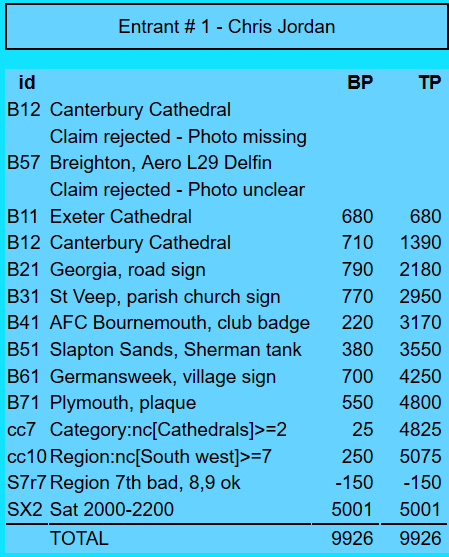 Entrant # 1 - Chris Jordan
id BP TP
B12 Canterbury Cathedral
Claim rejected - Photo missing
B57 Breighton, Aero L29 Delfin
Claim rejected - Photo unclear
B11 Exeter Cathedral 680 680
B12 Canterbury Cathedral 710 1390
B21 Georgia, road sign 790 2180
B31 St Veep, parish church sign 770 2950
B41 AFC Bournemouth, club badge 220 3170
B51 Slapton Sands, Sherman tank 380 3550
B61 Germansweek, village sign 700 4250
B71 Plymouth, plaque 550 4800
cc7 Category:nc[Cathedrals]>=2 25 4825
cc10 Region:nc[South west]>=7 250 5075
S7r7 Region 7th bad, 8,9 ok -150 -150
SX2 Sat 2000-2200 5001 5001
TOTAL 9926 9926